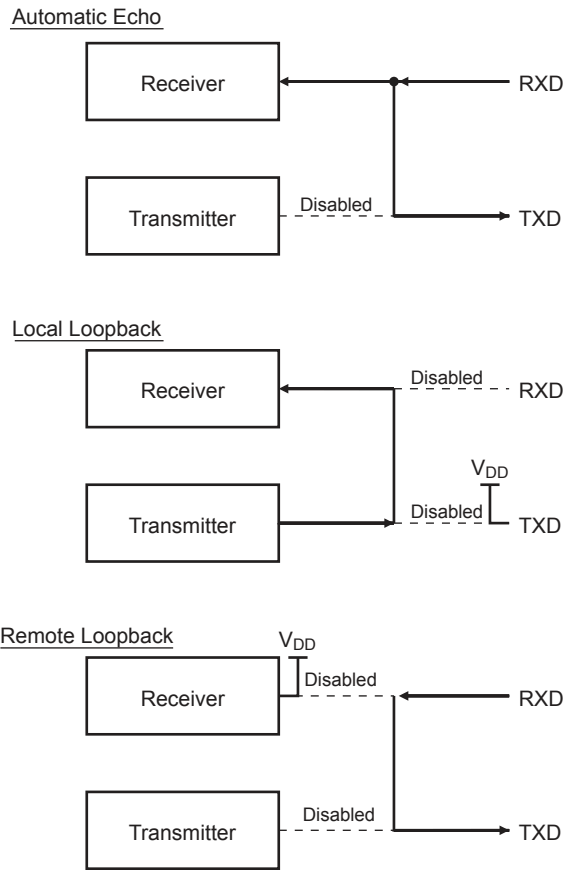 Automatic Echo
Receiver
RXD
Disabled
Transmitter
TXD
Local Loopback
Disabled
Receiver
RXD
VDD
Disabled
Transmitter
TXD
Remote Loopback
VDD
Disabled
Receiver
RXD
Disabled
Transmitter
TXD